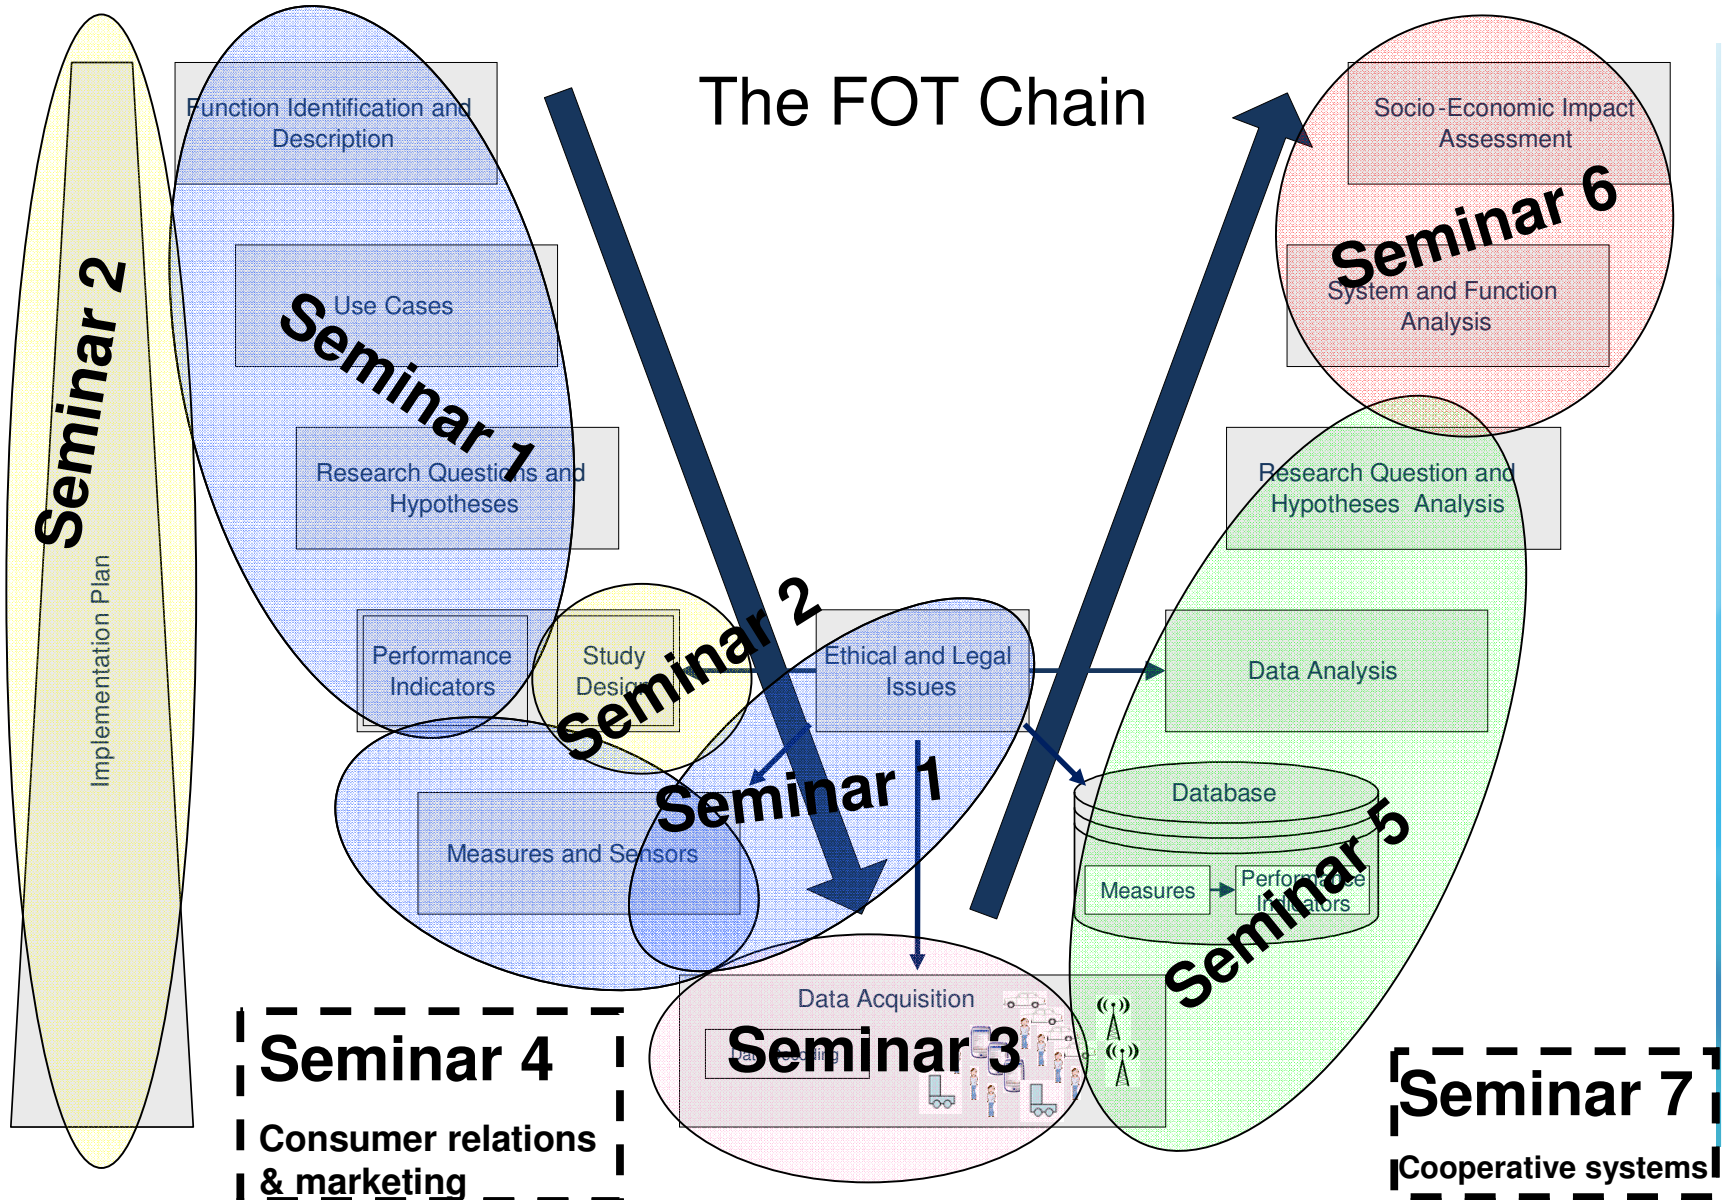 The FOT Chain
Function Identification and
Description
Use Cases
Research Questions and
Hypotheses
Performance
Indicators
Study
Design
Ethical and Legal
Issues
Measures and Sensors
Data Acquisition
Implementation Plan
Socio-Economic Impact
Assessment
System and Function
Analysis
Research Question and
Hypotheses Analysis
Data Analysis
Database
Measures
Performance
Indicators
Seminar 2
Seminar 1
Seminar 2
Seminar 1
Seminar 3
Seminar 5
Seminar 6
Seminar 4
Consumer relations
& marketing
Seminar 7
Cooperative systems